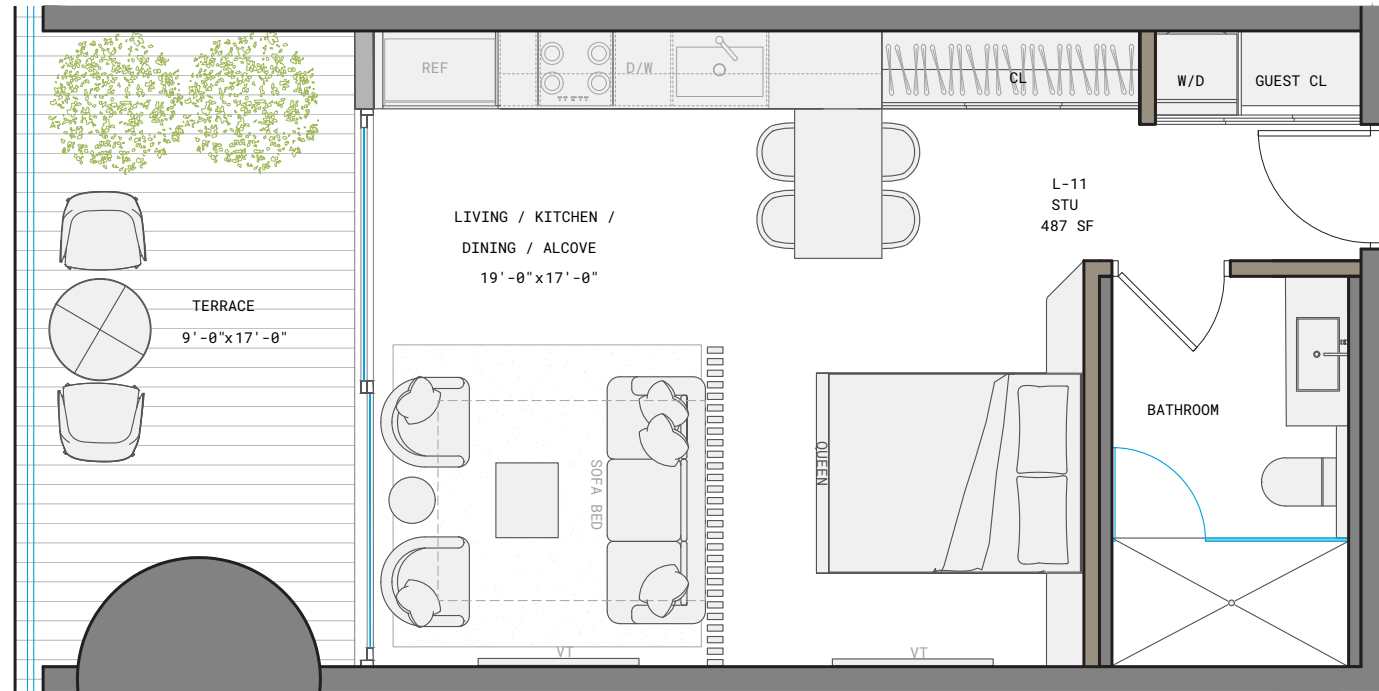 REF
D/W
CL
W/D
GUEST CL
L-11
STU
487 SF
LIVING / KITCHEN /
DINING / ALCOVE
19'-0"x17'-0"
TERRACE
9'-0"x17'-0"
BATHROOM
QUEEN
SOFA BED
VT
VT